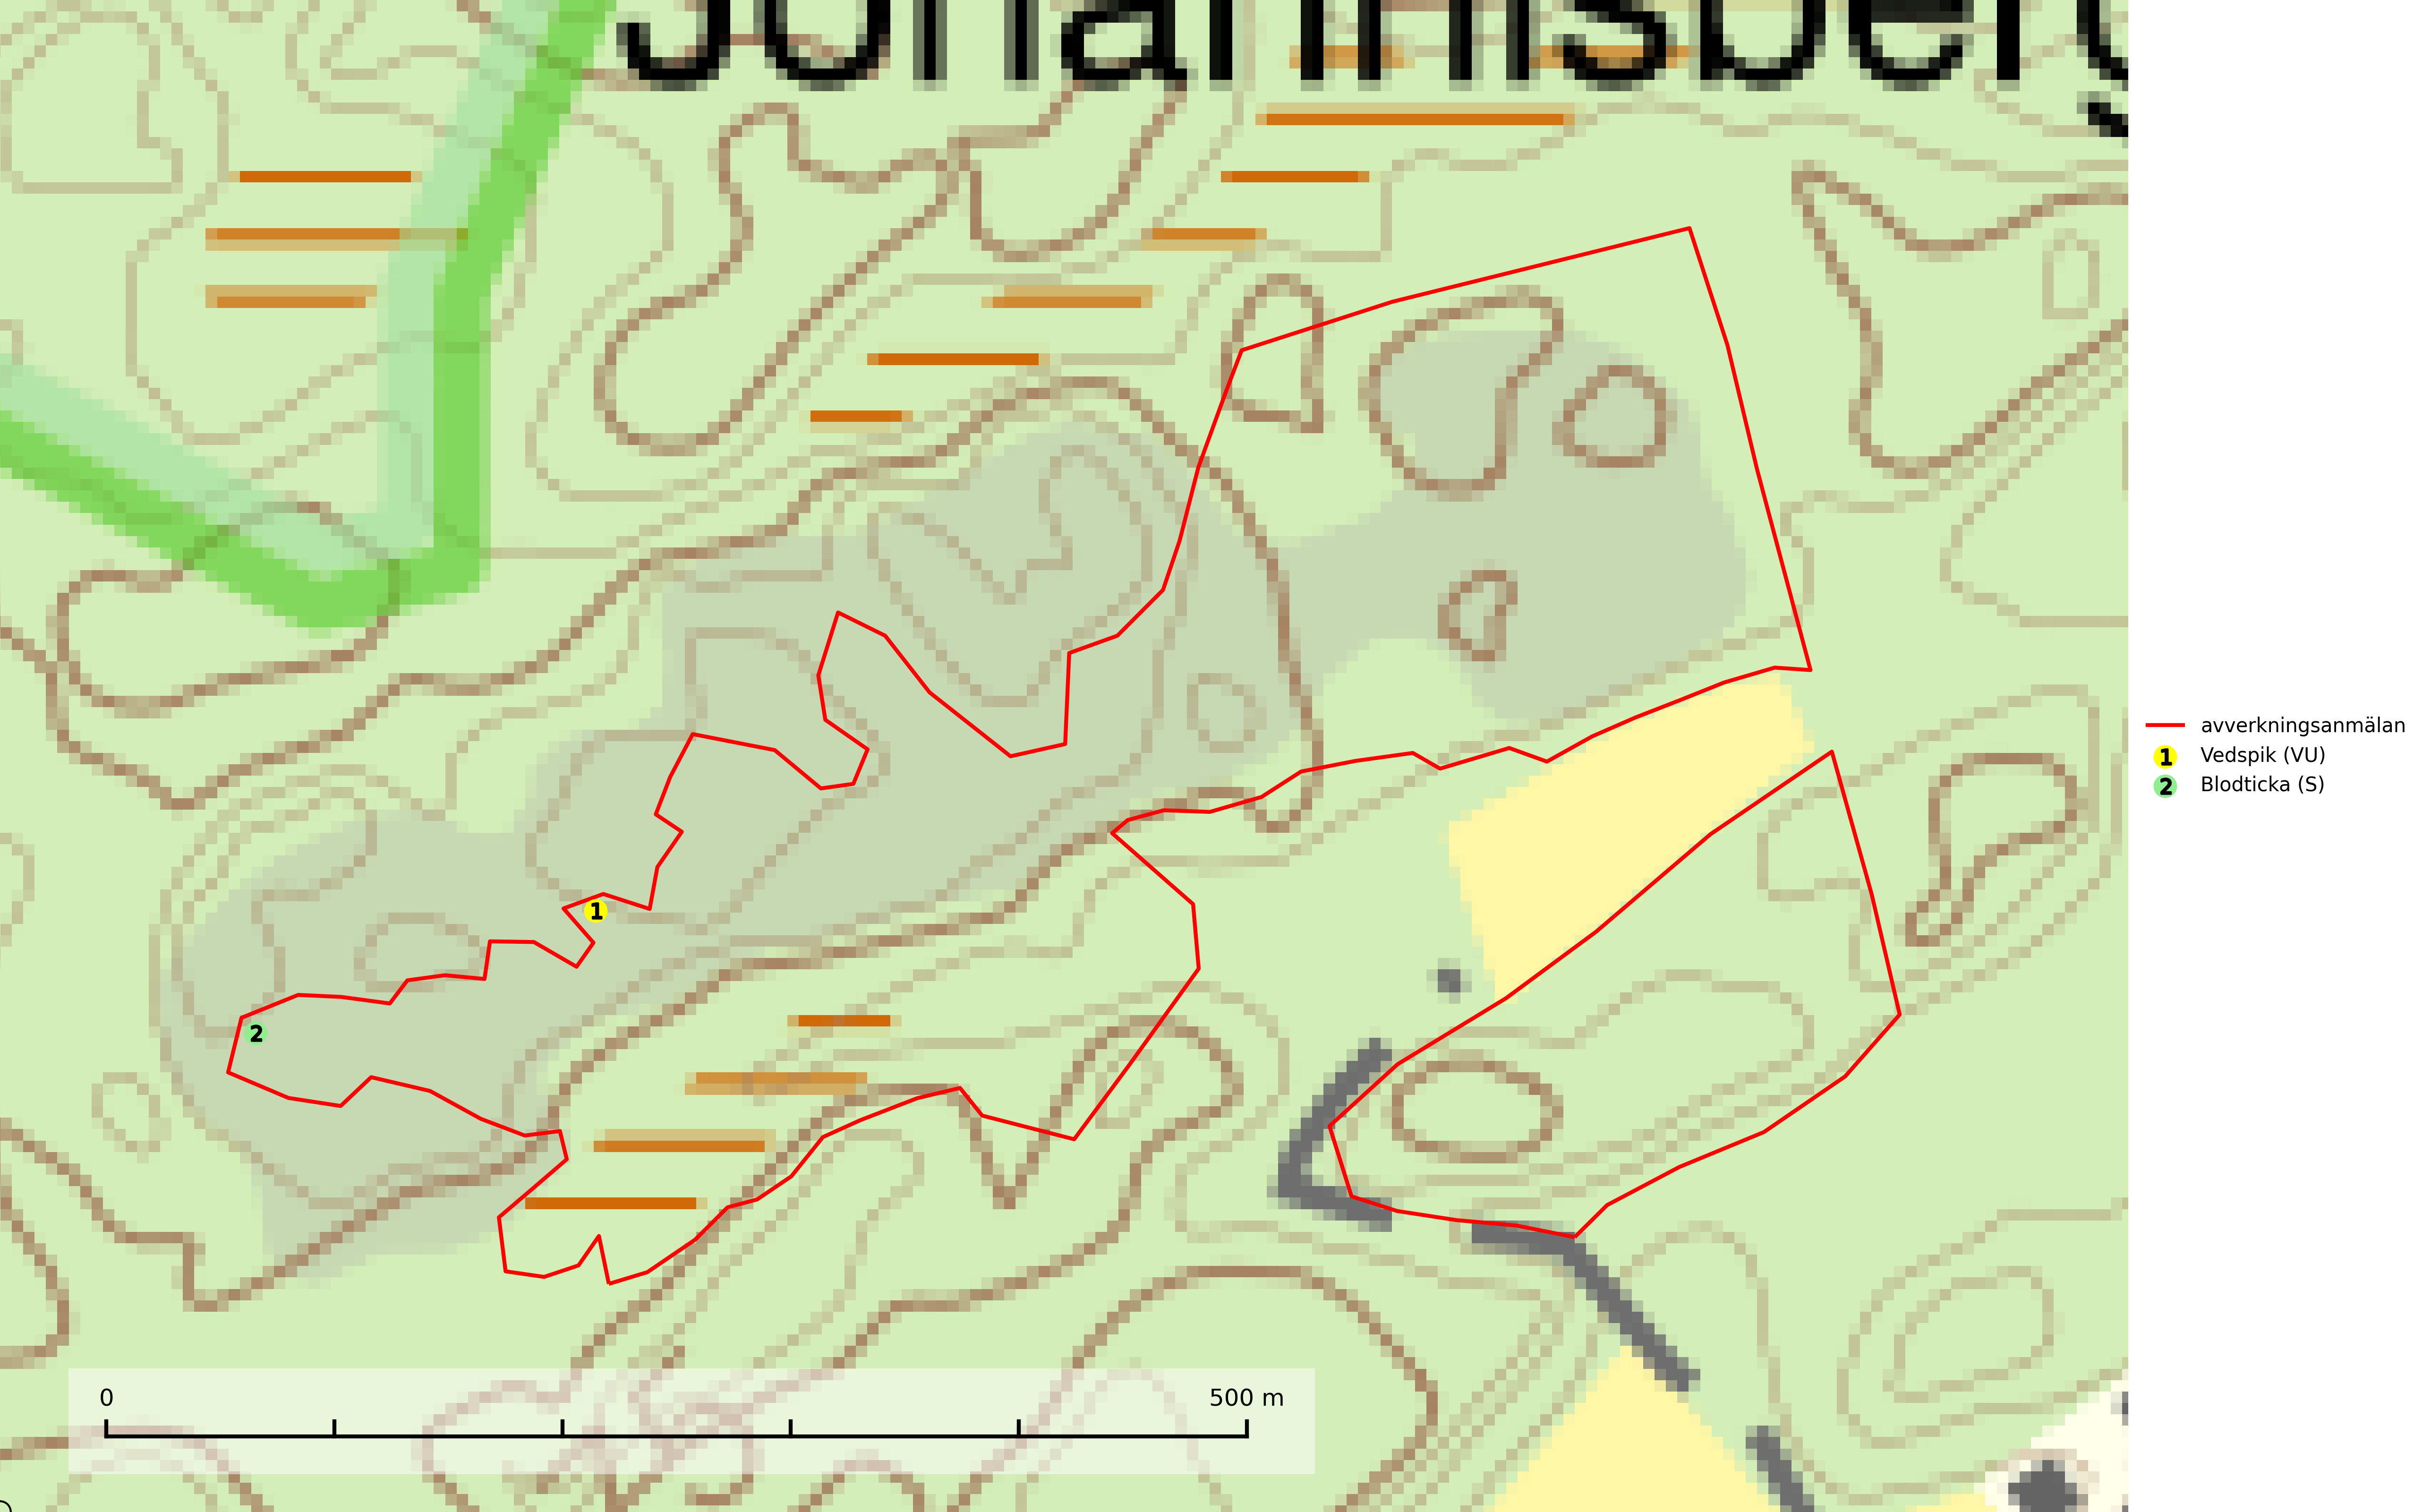 avverkningsanmälan
1 Vedspik (VU)
2 Blodticka (S)
1
2
0 500 m